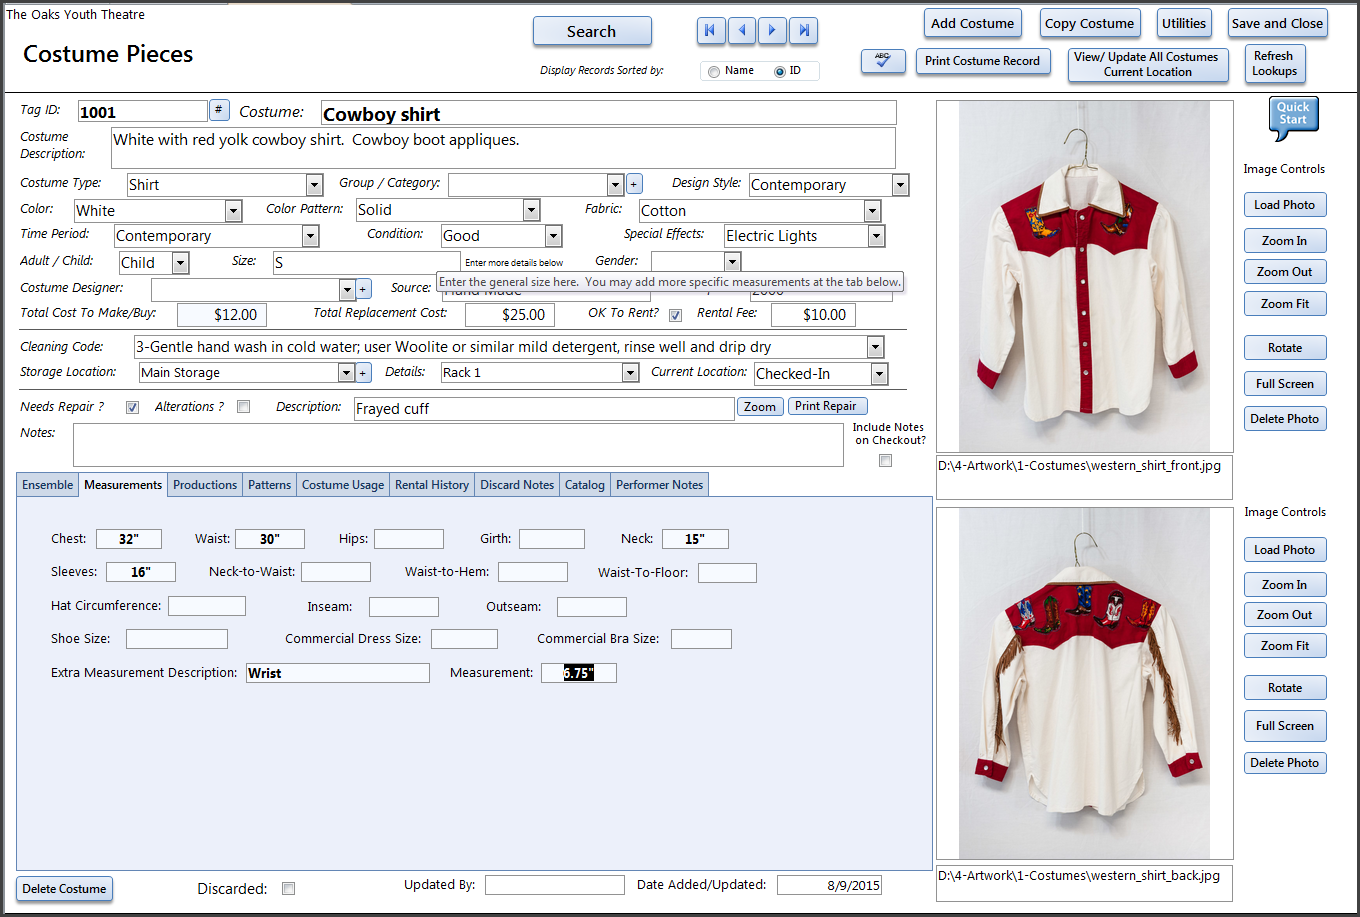 The Oaks Youth Theatre
Costume Pieces
Search
Display Records Sorted by:
Name
ID
Add Costume
Copy Costume
Utilities
Save and Close
ABC
Print Costume Record
View/ Update All Costumes
Current Location
Refresh
Lookups
Tag ID:
1001
#
Costume:
Cowboy shirt
Costume
Description:
White with red yolk cowboy shirt.  Cowboy boot appliques.
Costume Type:
Shirt
Group / Category:
+
Design Style:
Contemporary
Color:
White
Color Pattern:
Solid
Fabric:
Cotton
Time Period:
Contemporary
Condition:
Good
Special Effects:
Electric Lights
Adult / Child:
Child
Size:
S
Enter more details below
Gender:
Costume Designer:
+
Source:
Enter the general size here.  You may add more specific measurements at the tab below.
Total Cost To Make/Buy:
$12.00
Total Replacement Cost:
$25.00
OK To Rent?
Rental Fee:
$10.00
Cleaning Code:
3-Gentle hand wash in cold water; user Woolite or similar mild detergent, rinse well and drip dry
Storage Location:
Main Storage
+
Details:
Rack 1
Current Location:
Checked-In
Needs Repair ?
Alterations ?
Description:
Frayed cuff
Zoom
Print Repair
Notes:
Include Notes
on Checkout?
Ensemble
Measurements
Productions
Patterns
Costume Usage
Rental History
Discard Notes
Catalog
Performer Notes
Chest:
32"
Waist:
30"
Hips:
Girth:
Neck:
15"
Sleeves:
16"
Neck-to-Waist:
Waist-to-Hem:
Waist-To-Floor:
Hat Circumference:
Inseam:
Outseam:
Shoe Size:
Commercial Dress Size:
Commercial Bra Size:
Extra Measurement Description:
Wrist
Measurement:
6.75"
Delete Costume
Discarded:
Updated By:
Date Added/Updated:
8/9/2015
Quick
Start
Image Controls
Load Photo
Zoom In
Zoom Out
Zoom Fit
Rotate
Full Screen
Delete Photo
D:\4-Artwork\1-Costumes\western_shirt_front.jpg
Image Controls
Load Photo
Zoom In
Zoom Out
Zoom Fit
Rotate
Full Screen
Delete Photo
D:\4-Artwork\1-Costumes\western_shirt_back.jpg